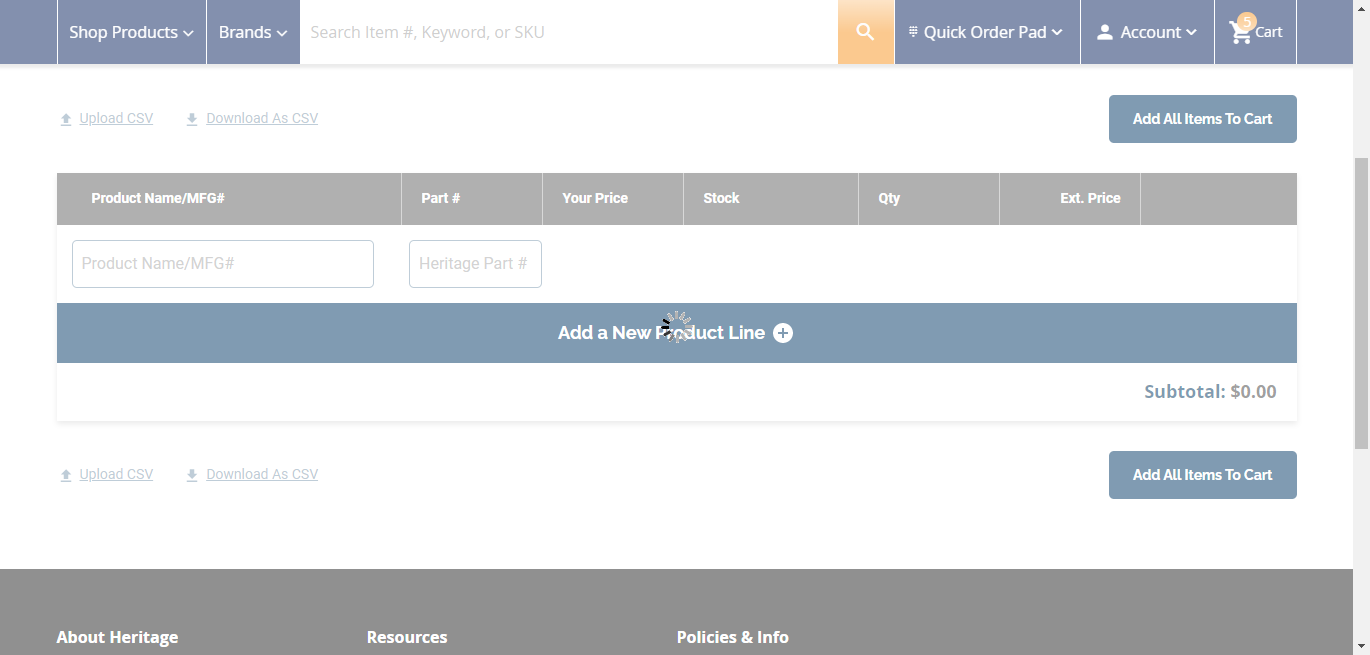 Shop Products
Brands
Search Item #, Keyword, or SKU
Quick Order Pad
Account
5
Cart
Upload CSV
Download As CSV
Add All Items To Cart
Product Name/MFG#
Part #
Your Price
Stock
Qty
Ext. Price
Product Name/MFG#
Heritage Part #
Add a New Product Line
Subtotal: $0.00
Upload CSV
Download As CSV
Add All Items To Cart
About Heritage
Resources
Policies & Info